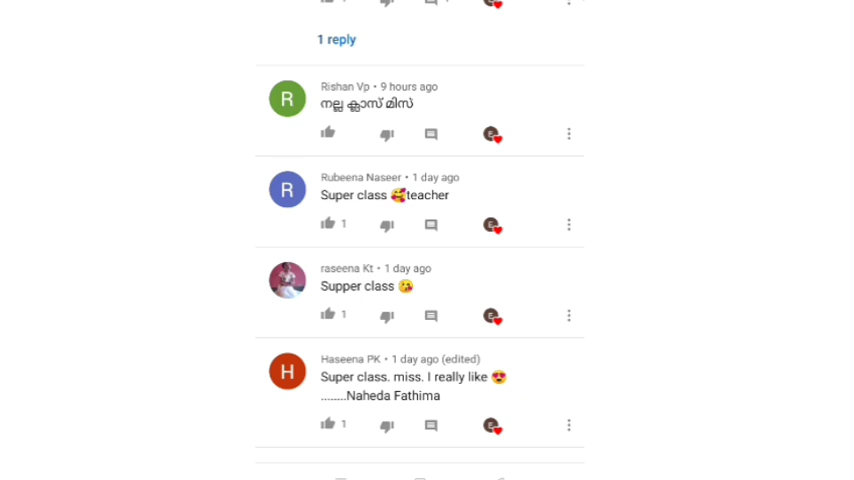 1 reply
Rishan Vp • 9 hours ago
നല്ല ക്ലാസ് മിസ്
Rubeena Naseer • 1 day ago
Super class 🥰teacher
1
raseena Kt • 1 day ago
Supper class 😘
1
Haseena PK • 1 day ago (edited)
Super class. miss. I really like 😍
........Naheda Fathima
1